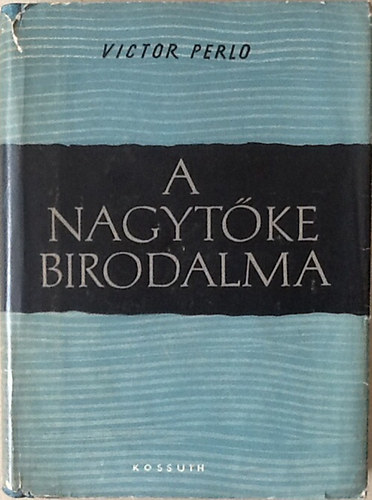 VICTOR PERLO
A
NAGYTŐKE
BIRODALMA
KOSSUTH